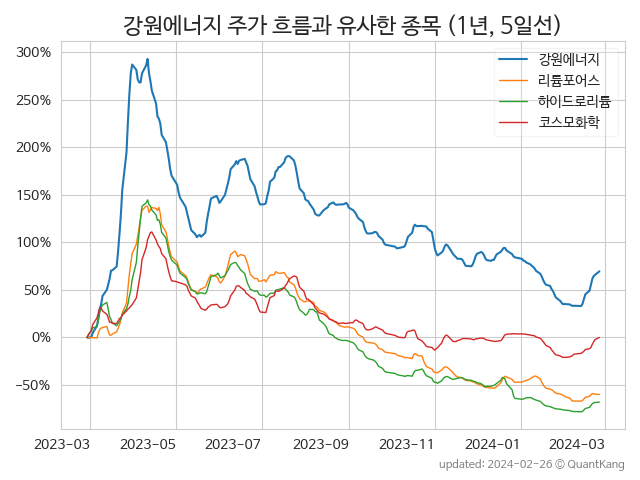 강원에너지 주가 흐름과 유사한 종목 (1년, 5일선)
300%
250%
200%
150%
100%
50%
0%
−50%
강원에너지
리튬포어스
하이드로리튬
코스모화학
2023−03
2023−05
2023−07
2023−09
2023−11
2024−01
2024−03
updated: 2024-02-26 © QuantKang